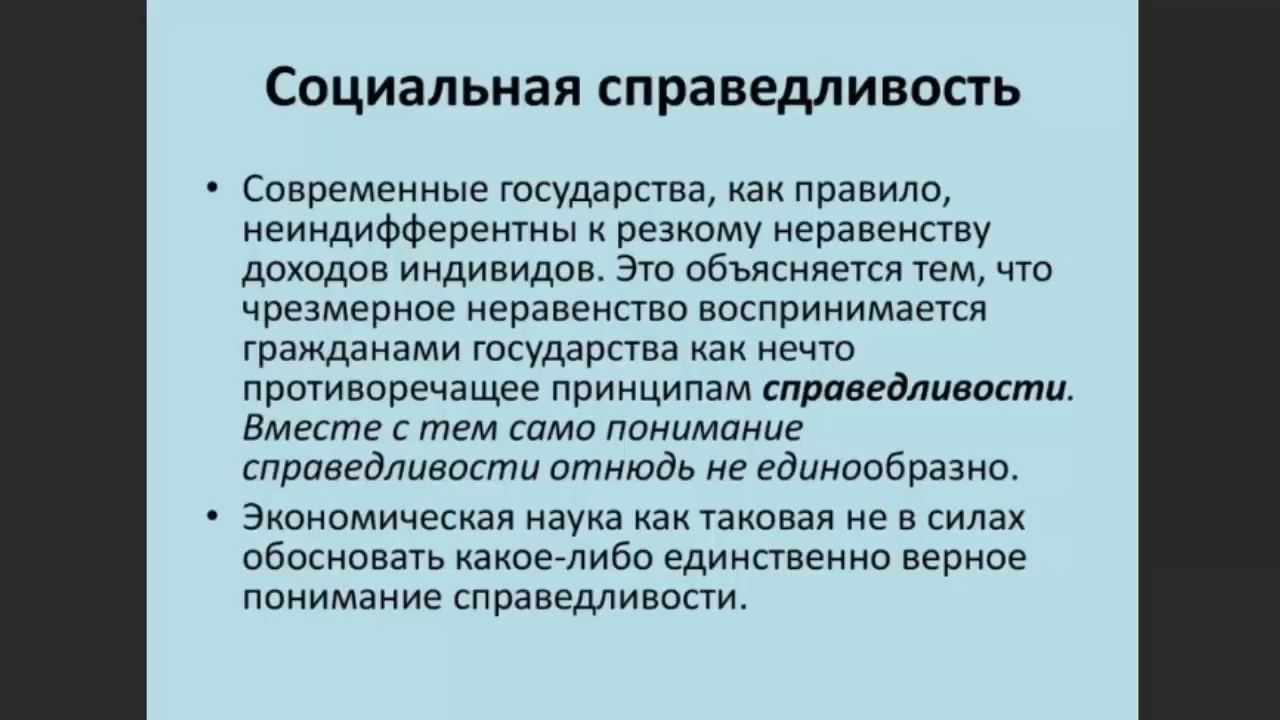 Социальная справедливость
• Современные государства, как правило,
неиндифферентны к резкому неравенству
доходов индивидов. Это объясняется тем, что
чрезмерное неравенство воспринимается
гражданами государства как нечто
противоречащее принципам справедливости.
Вместе с тем само понимание
справедливости отнюдь не единообразно.
• Экономическая наука как таковая не в силах
обосновать какое-либо единственно верное
понимание справедливости.